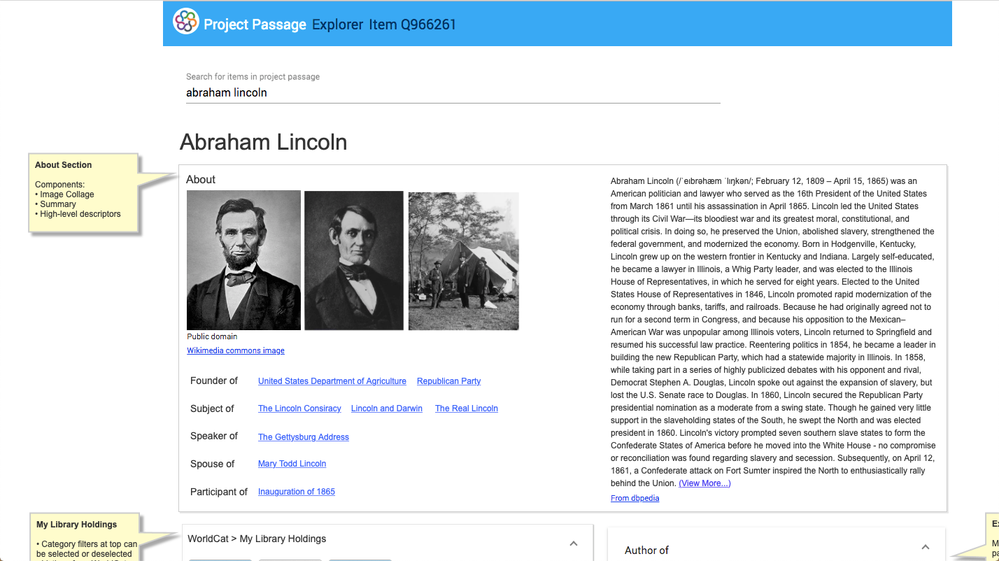 Project Passage Explorer Item Q966261
Search for items in project passage
abraham lincoln
Abraham Lincoln
About Section
Components:
• Image Collage
• Summary
• High-level descriptors
About
Public domain
Wikimedia commons image
Founder of United States Department of Agriculture Republican Party
Subject of The Lincoln Consiracy Lincoln and Darwin The Real Lincoln
Speaker of The Gettysburg Address
Spouse of Mary Todd Lincoln
Participant of Inauguration of 1865
Abraham Lincoln (/ˈeɪbrəhæm ˈlɪŋkən/; February 12, 1809 – April 15, 1865) was an
American politician and lawyer who served as the 16th President of the United States
from March 1861 until his assassination in April 1865. Lincoln led the United States
through its Civil War—its bloodiest war and its greatest moral, constitutional, and
political crisis. In doing so, he preserved the Union, abolished slavery, strengthened the
federal government, and modernized the economy. Born in Hodgenville, Kentucky,
Lincoln grew up on the western frontier in Kentucky and Indiana. Largely self-educated,
he became a lawyer in Illinois, a Whig Party leader, and was elected to the Illinois
House of Representatives, in which he served for eight years. Elected to the United
States House of Representatives in 1846, Lincoln promoted rapid modernization of the
economy through banks, tariffs, and railroads. Because he had originally agreed not to
run for a second term in Congress, and because his opposition to the Mexican–
American War was unpopular among Illinois voters, Lincoln returned to Springfield and
resumed his successful law practice. Reentering politics in 1854, he became a leader in
building the new Republican Party, which had a statewide majority in Illinois. In 1858,
while taking part in a series of highly publicized debates with his opponent and rival,
Democrat Stephen A. Douglas, Lincoln spoke out against the expansion of slavery, but
lost the U.S. Senate race to Douglas. In 1860, Lincoln secured the Republican Party
presidential nomination as a moderate from a swing state. Though he gained very little
support in the slaveholding states of the South, he swept the North and was elected
president in 1860. Lincoln's victory prompted seven southern slave states to form the
Confederate States of America before he moved into the White House - no compromise
or reconciliation was found regarding slavery and secession. Subsequently, on April 12,
1861, a Confederate attack on Fort Sumter inspired the North to enthusiastically rally
behind the Union. (View More...)
From dbpedia
My Library Holdings
• Category filters at top can
be selected or deselected
WorldCat > My Library Holdings
Author of